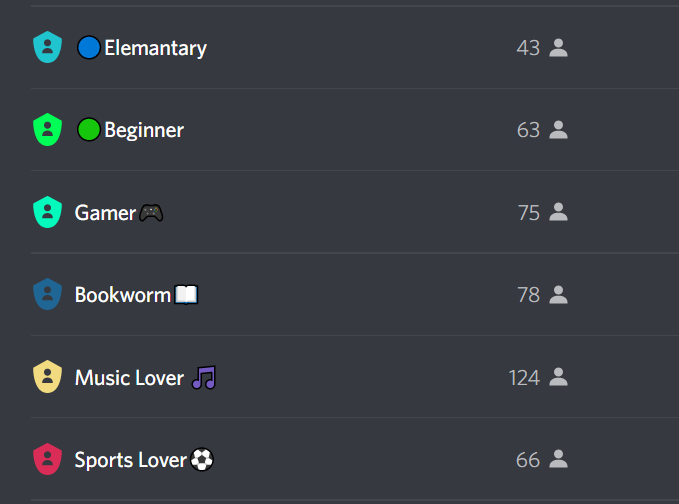 🔵Elemantary 43
🟢Beginner 63
Gamer🎮 75
Bookworm📖 78
Music Lover 🎵 124
Sports Lover⚽ 66